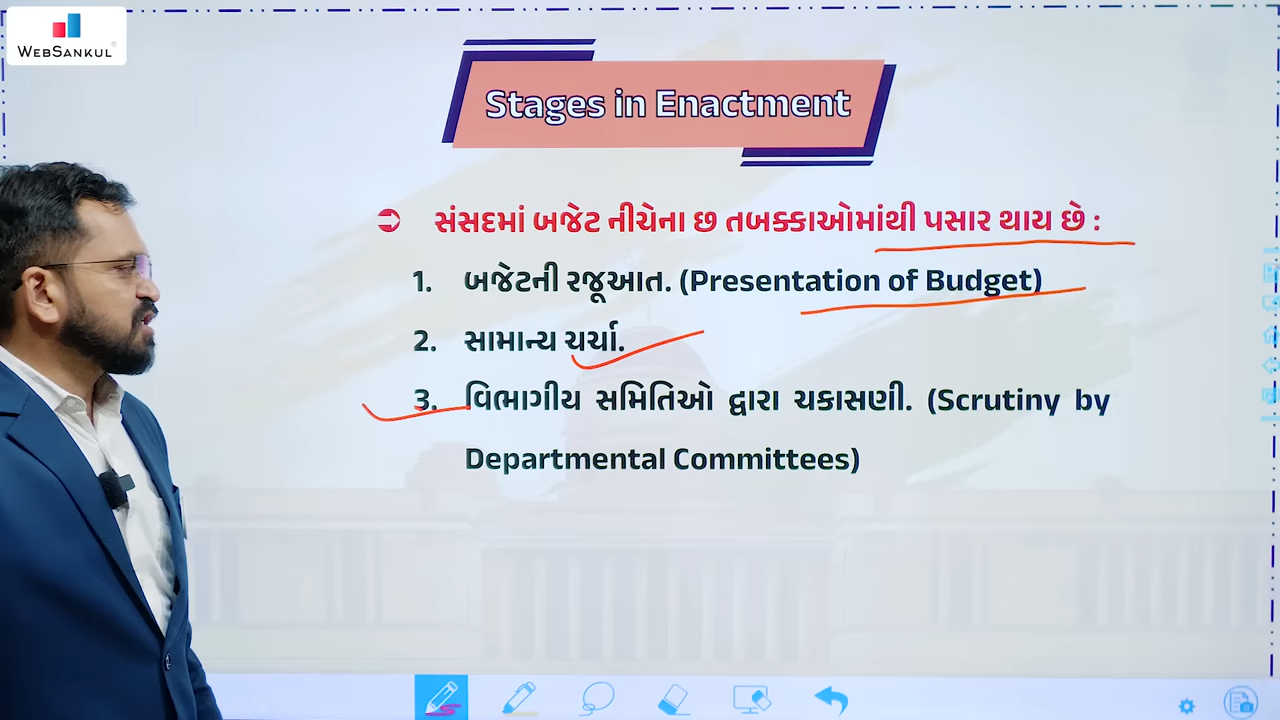 WEBSANKUL®
Stages in Enactment
સંસદમાં બજેટ નીચેના છ તબક્કાઓમાંથી પસાર થાય છે :
1. બજેટની રજૂઆત. (Presentation of Budget)
2. સામાન્ય ચર્ચા.
3. વિભાગીય સમિતિઓ દ્વારા ચકાસણી. (Scrutiny by
Departmental Committees)